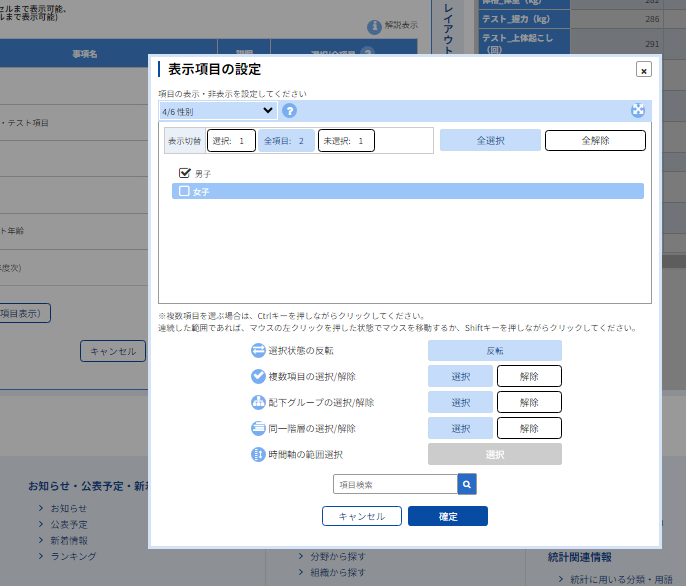 セルまで表示可能、
ルまで表示可能)
解説表示
レイアウト
テスト_握力（kg）
286
テスト_上体起こし
（回）
291
事項名
・テスト項目
ト年齢
年度次)
項目表示）
キャンセル
表示項目の設定
×
項目の表示・非表示を設定してください
4/6 性別
?
表示切替
選択: 1
全項目: 2
未選択: 1
全選択
全解除
男子
女子
※複数項目を選ぶ場合は、Ctrlキーを押しながらクリックしてください。
連続した範囲であれば、マウスの左クリックを押した状態でマウスを移動するか、Shiftキーを押しながらクリックしてください。
選択状態の反転
反転
複数項目の選択/解除
選択
解除
配下グループの選択/解除
選択
解除
同一階層の選択/解除
選択
解除
時間軸の範囲選択
選択
項目検索
キャンセル
確定
お知らせ・公表予定・新
お知らせ
公表予定
新着情報
ランキング
分野から探す
組織から探す
統計関連情報
統計に用いる分類・用語